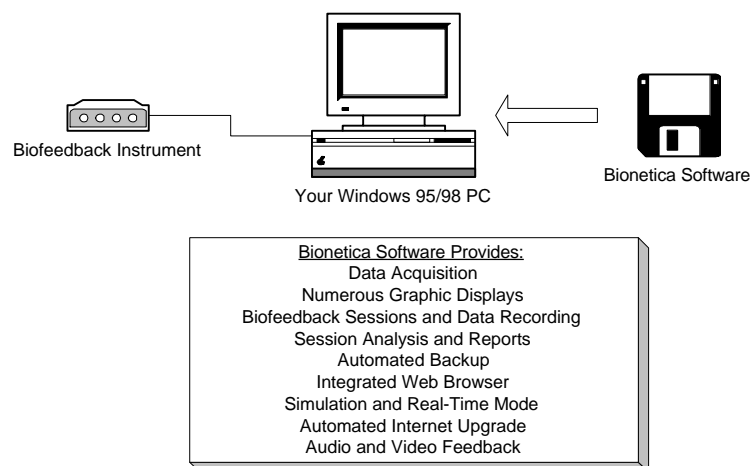 Biofeedback Instrument
Your Windows 95/98 PC
Bionetica Software
Bionetica Software Provides:
Data Acquisition
Numerous Graphic Displays
Biofeedback Sessions and Data Recording
Session Analysis and Reports
Automated Backup
Integrated Web Browser
Simulation and Real-Time Mode
Automated Internet Upgrade
Audio and Video Feedback